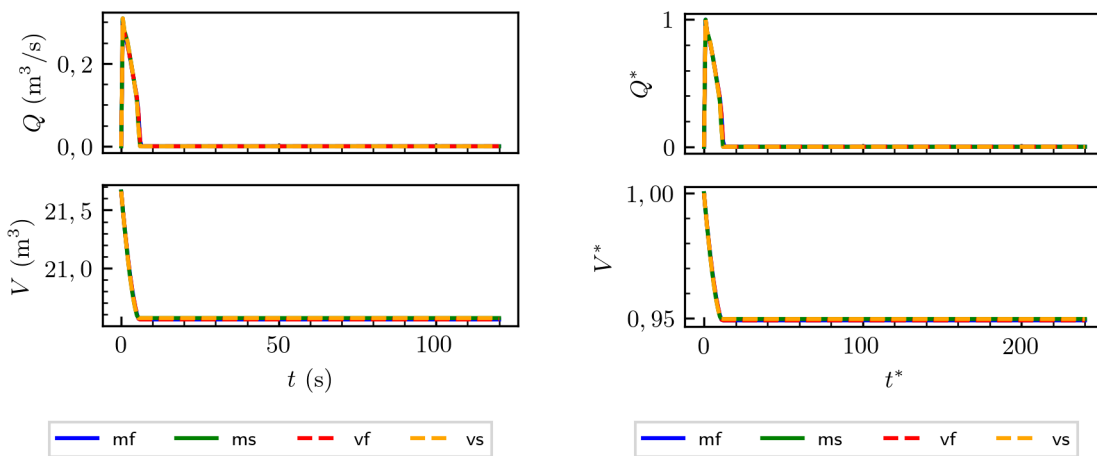 Q (m³/s)
0, 2
0, 0
V (m³)
21, 5
21, 0
0
50
100
t (s)
mf
ms
vf
vs
Q*
1
0
V*
1, 00
0, 95
0
100
200
t*
mf
ms
vf
vs